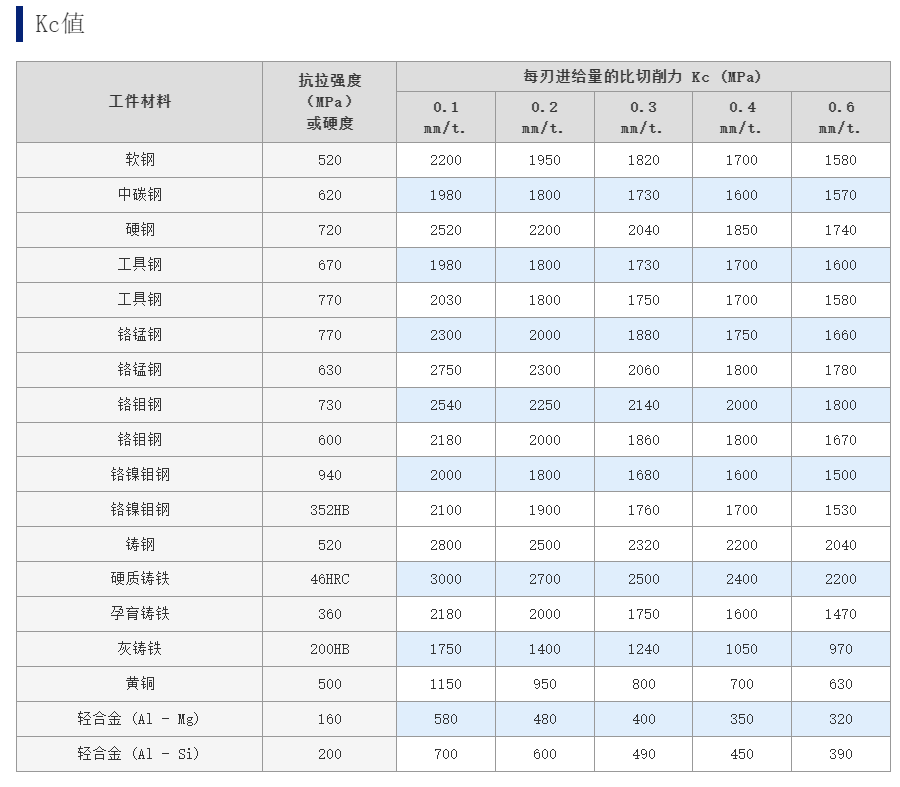 Kc値
工件材料 抗拉强度 (MPa) 或硬度 每刃进给量的比切削力 Kc (MPa)
0.1 mm/t. 0.2 mm/t. 0.3 mm/t. 0.4 mm/t. 0.6 mm/t.
软钢 520 2200 1950 1820 1700 1580
中碳钢 620 1980 1800 1730 1600 1570
硬钢 720 2520 2200 2040 1850 1740
工具钢 670 1980 1800 1730 1700 1600
工具钢 770 2030 1800 1750 1700 1580
铬锰钢 770 2300 2000 1880 1750 1660
铬锰钢 630 2750 2300 2060 1800 1780
铬钼钢 730 2540 2250 2140 2000 1800
铬钼钢 600 2180 2000 1860 1800 1670
铬镍钼钢 940 2000 1800 1680 1600 1500
铬镍钼钢 352HB 2100 1900 1760 1700 1530
铸钢 520 2800 2500 2320 2200 2040
硬质铸铁 46HRC 3000 2700 2500 2400 2200
孕育铸铁 360 2180 2000 1750 1600 1470
灰铸铁 200HB 1750 1400 1240 1050 970
黄铜 500 1150 950 800 700 630
轻合金 (Al - Mg) 160 580 480 400 350 320
轻合金 (Al - Si) 200 700 600 490 450 390